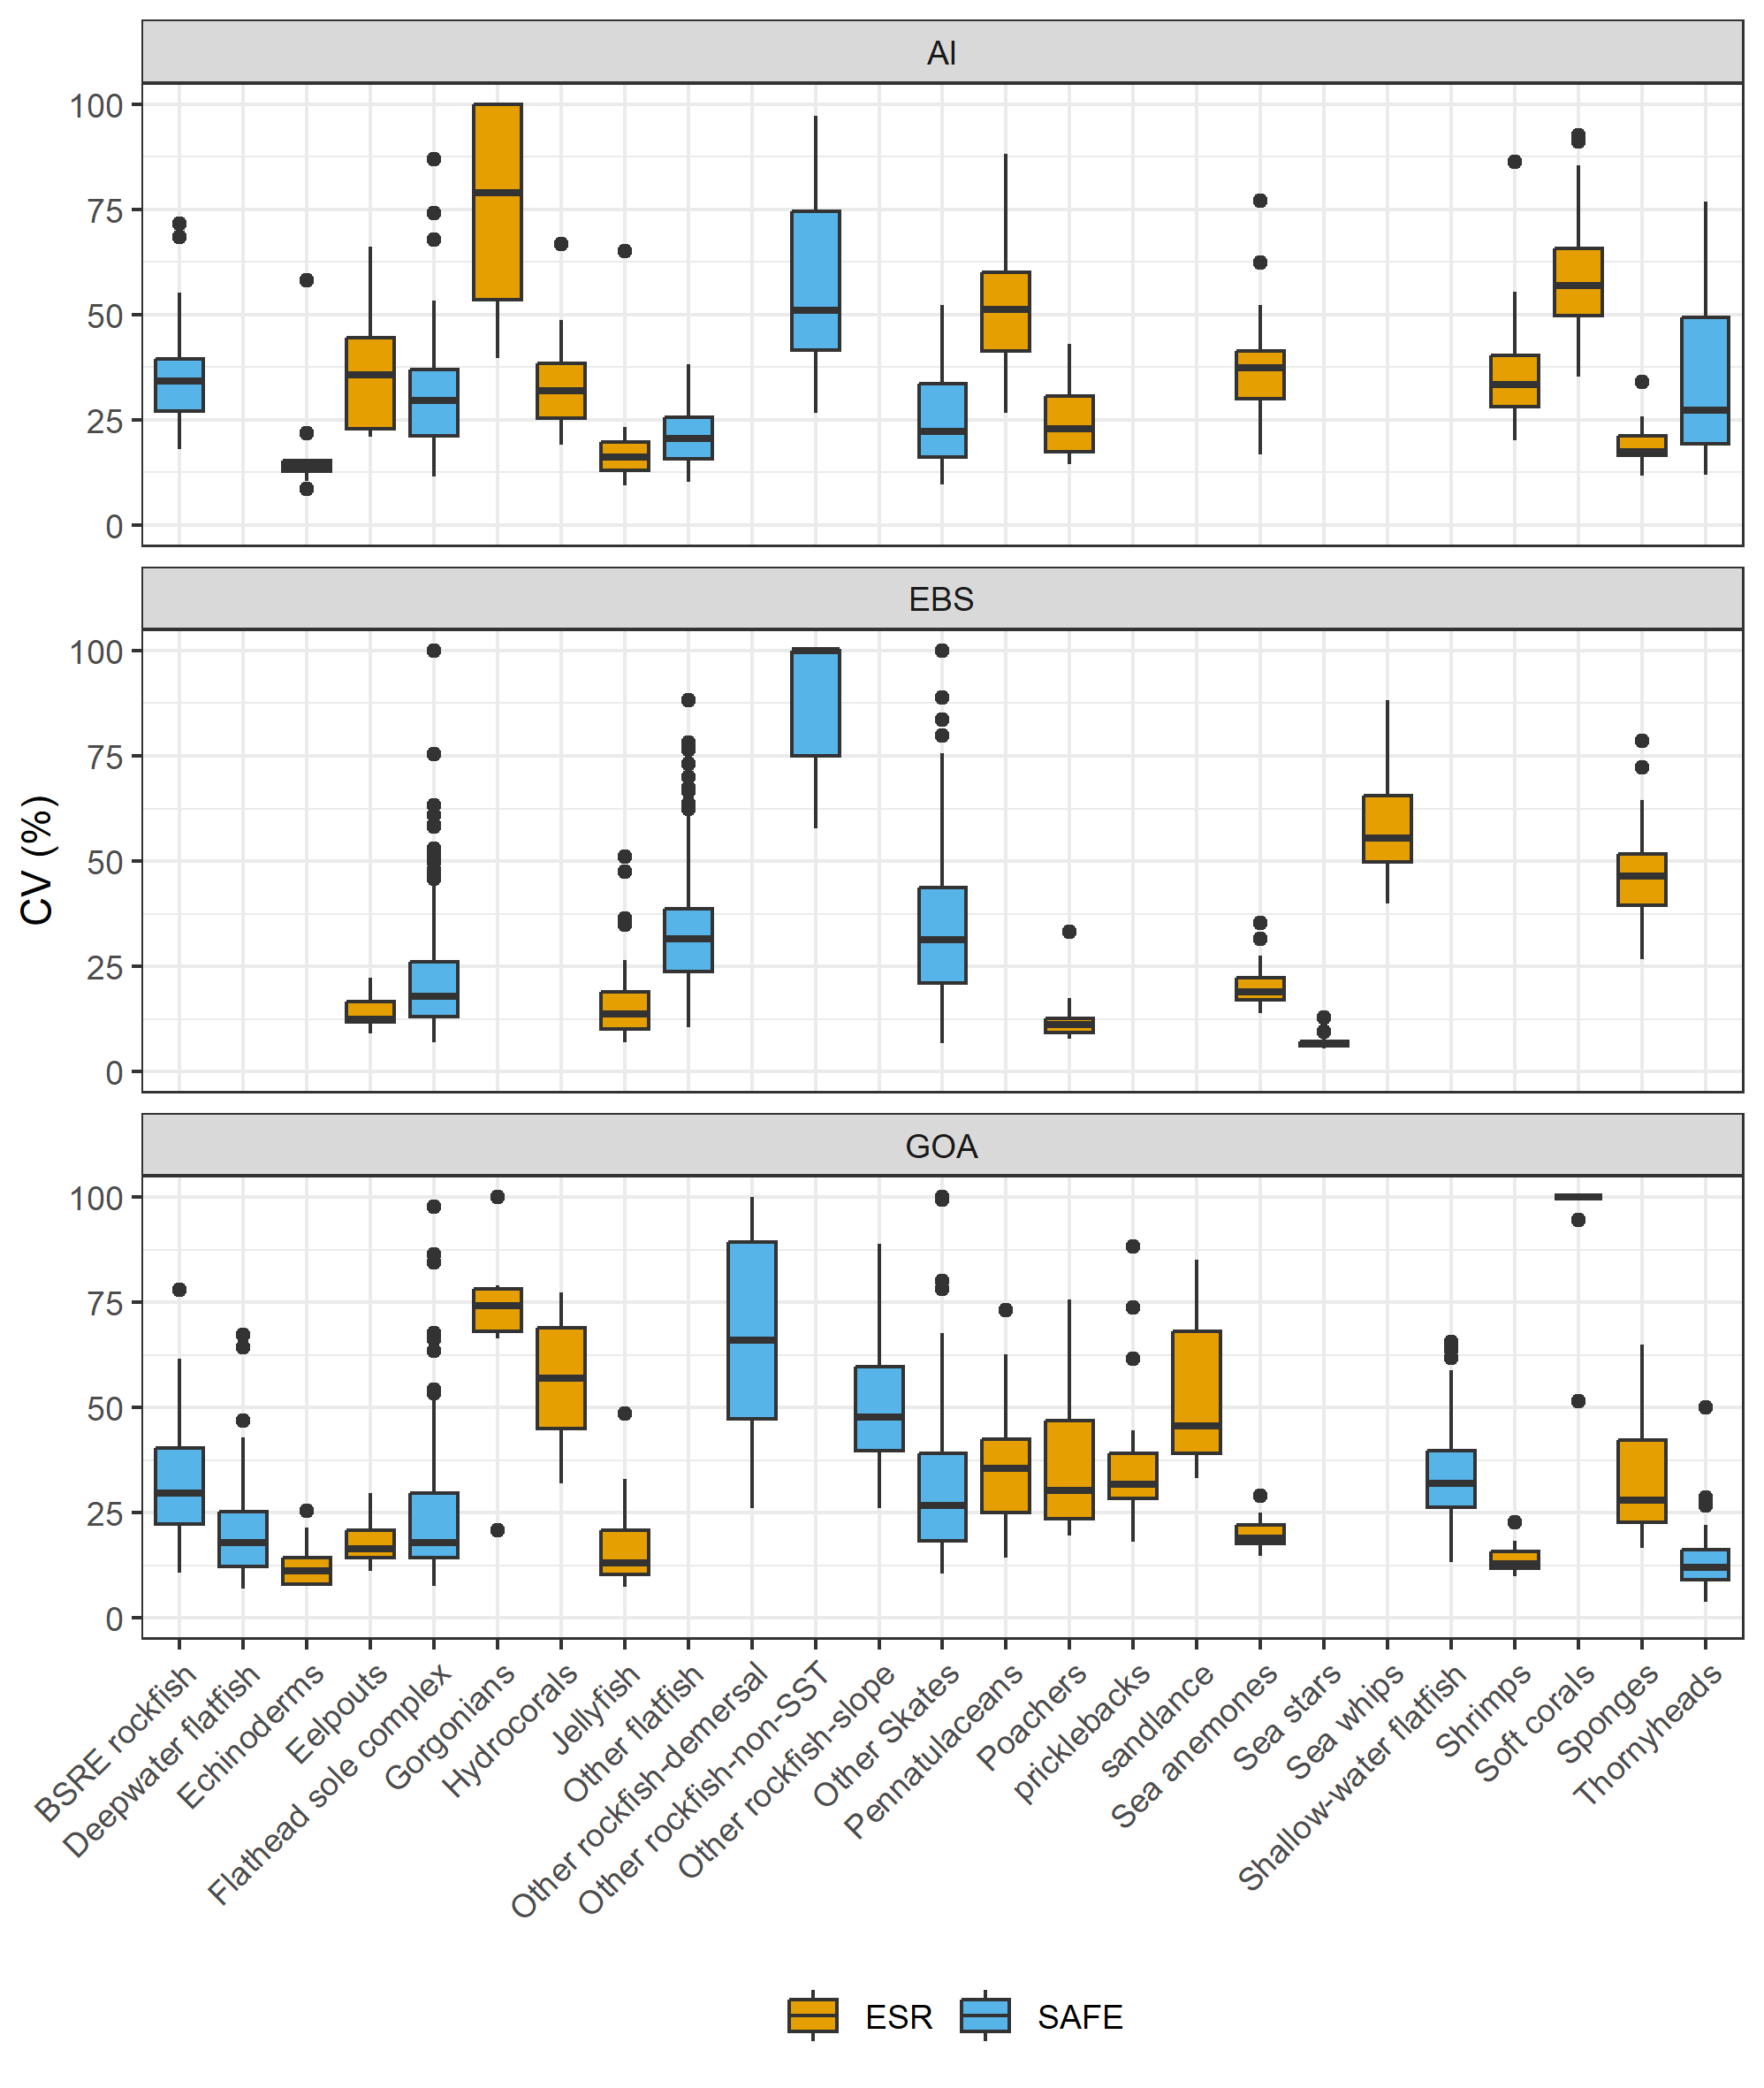 AI
100
75
50
25
0
EBS
100
75
50
25
0
CV (%)
GOA
100
75
50
25
0
BSRE rockfish
Deepwater flatfish
Echinoderms
Eelpouts
Flathead sole complex
Gorgonians
Hydrocorals
Jellyfish
Other flatfish
Other rockfish-demersal
Other rockfish-non-SST
Other rockfish-slope
Other Skates
Pennatulaceans
Poachers
pricklebacks
sandlance
Sea anemones
Sea stars
Sea whips
Shallow-water flatfish
Shrimps
Soft corals
Sponges
Thornyheads
ESR
SAFE